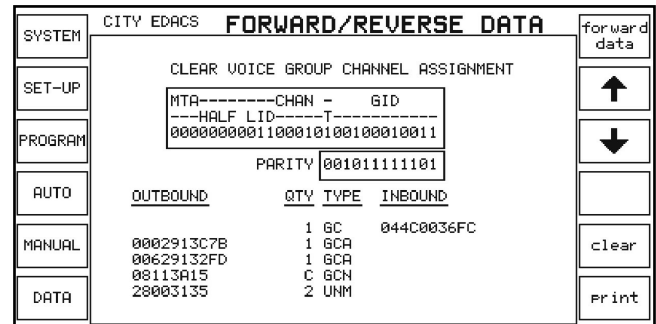 CITY EDACS FORWARD/REVERSE DATA
SYSTEM
SET-UP
PROGRAM
AUTO
MANUAL
DATA
CLEAR VOICE GROUP CHANNEL ASSIGNMENT
MTA--------CHAN - GID
---HALF LID-----T-----------
0000000001100010100100010011
PARITY 001011111101
OUTBOUND QTY TYPE INBOUND
1 GC 044C0036FC
0002913C7B 1 GCA
00629132FD 1 GCA
08113A15 C GCN
28003135 2 UNM
forward
data
clear
print